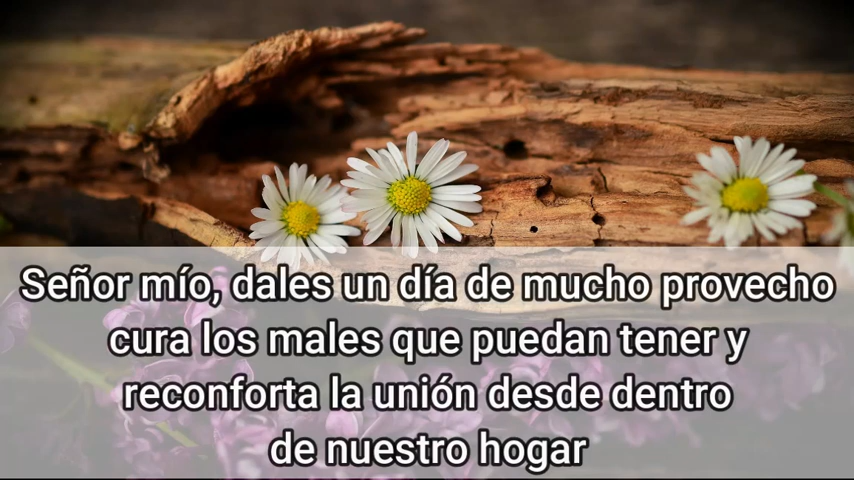 Señor mío, dales un día de mucho provecho
cura los males que puedan tener y
reconforta la unión desde dentro
de nuestro hogar